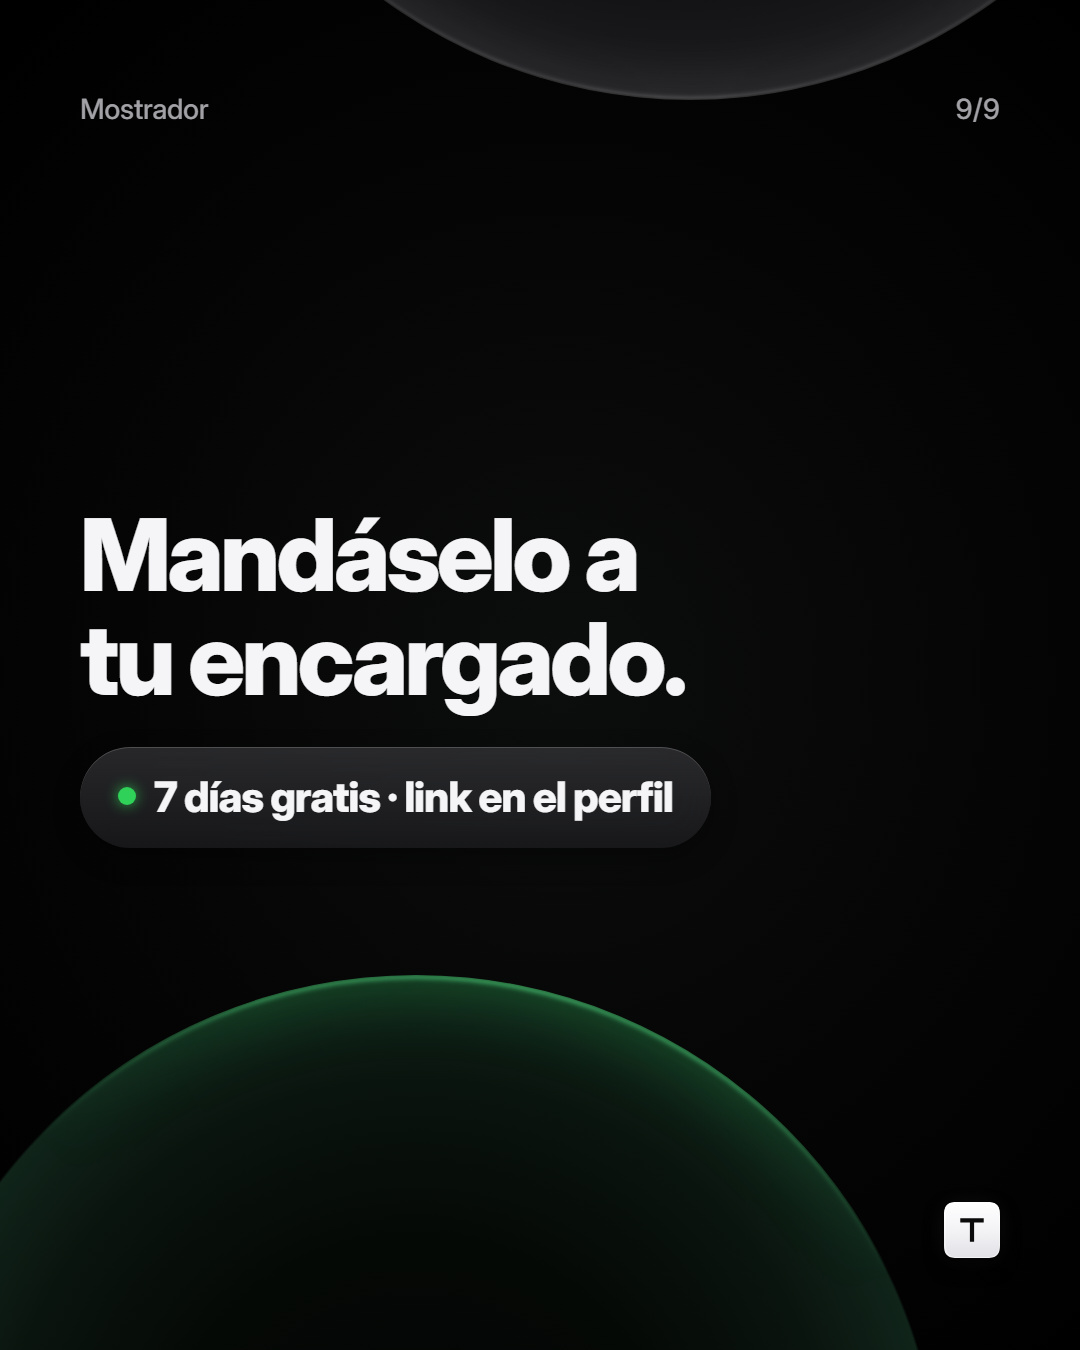 Mostrador
9/9
Mandáselo a
tu encargado.
7 días gratis · link en el perfil
T